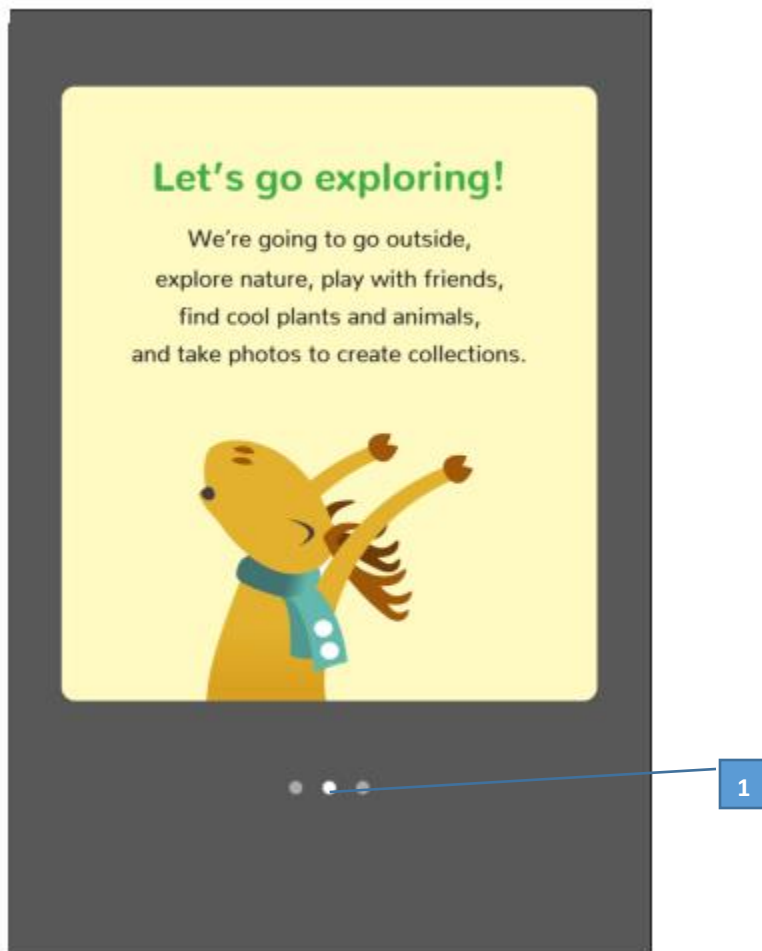 Let's go exploring!
We're going to go outside,
explore nature, play with friends,
find cool plants and animals,
and take photos to create collections.
1